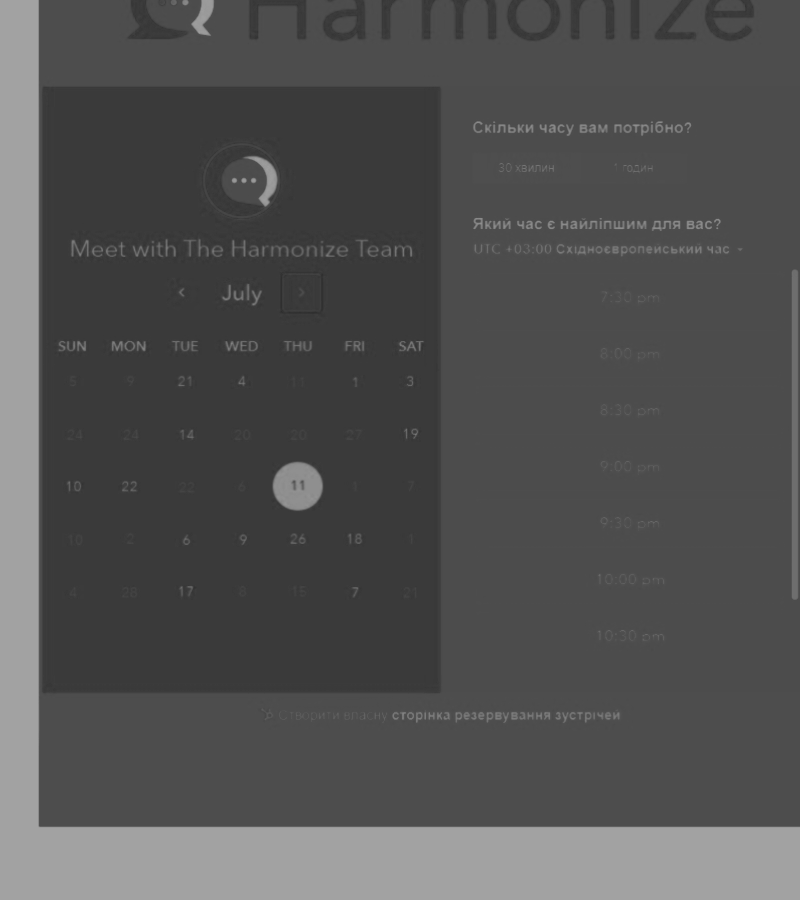 Harmonize
Meet with The Harmonize Team
July
SUN MON TUE WED THU FRI SAT
5 9 21 4 11 1 3
24 24 14 20 20 27 19
10 22 22 6 11 1 7
10 2 6 9 26 18 1
4 26 17 8 15 7 21
Скільки часу вам потрібно?
30 хвилин 1 годин
Який час є найліпшим для вас?
UTC +03:00 Східноєвропейський час
7:30 pm
8:00 pm
8:30 pm
9:00 pm
9:30 pm
10:00 pm
10:30 pm
Створити власну сторінка резервування зустрічей